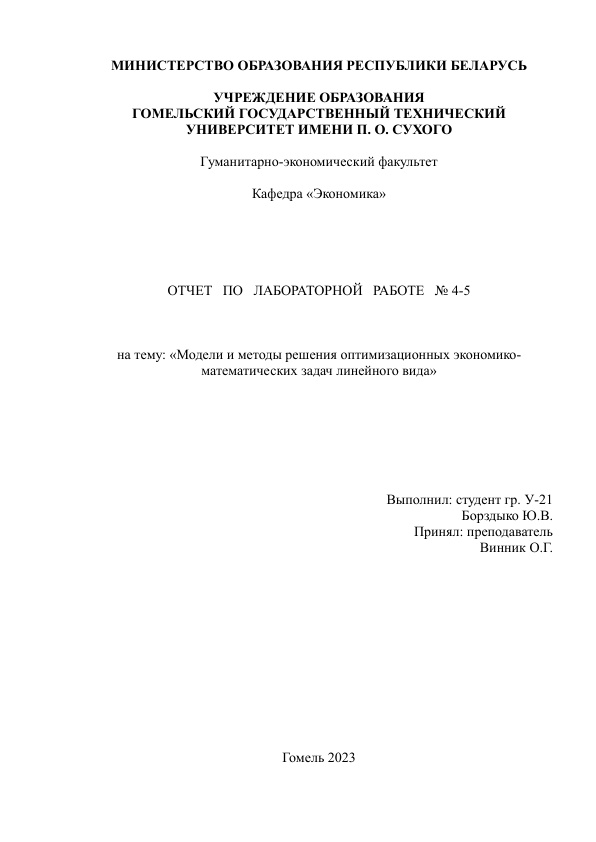 МИНИСТЕРСТВО ОБРАЗОВАНИЯ РЕСПУБЛИКИ БЕЛАРУСЬ
УЧРЕЖДЕНИЕ ОБРАЗОВАНИЯ
ГОМЕЛЬСКИЙ ГОСУДАРСТВЕННЫЙ ТЕХНИЧЕСКИЙ
УНИВЕРСИТЕТ ИМЕНИ П. О. СУХОГО
Гуманитарно-экономический факультет
Кафедра «Экономика»
ОТЧЕТ ПО ЛАБОРАТОРНОЙ РАБОТЕ № 4-5
на тему: «Модели и методы решения оптимизационных экономико-
математических задач линейного вида»
Выполнил: студент гр. У-21
Борздыко Ю.В.
Принял: преподаватель
Винник О.Г.
Гомель 2023